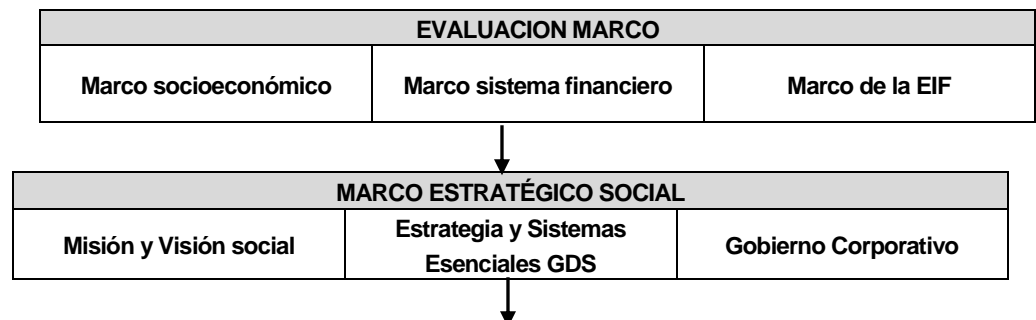 EVALUACION MARCO
Marco socioeconómico Marco sistema financiero Marco de la EIF
MARCO ESTRATÉGICO SOCIAL
Misión y Visión social Estrategia y Sistemas Esenciales GDS Gobierno Corporativo